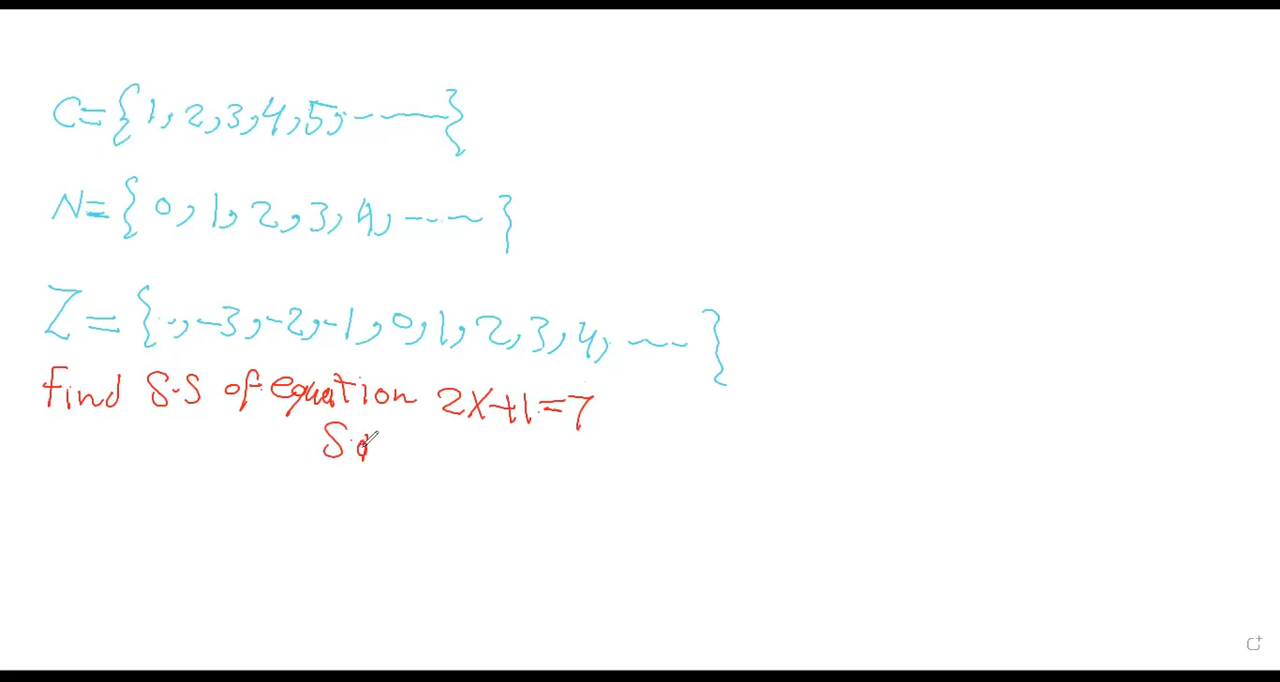 C={1,2,3,4,5,-----}
N={0,1,2,3,4,-----}
Z={..,-3,-2,-1,0,1,2,3,4,-----}
Find S.S of equation 2X+1=7
So